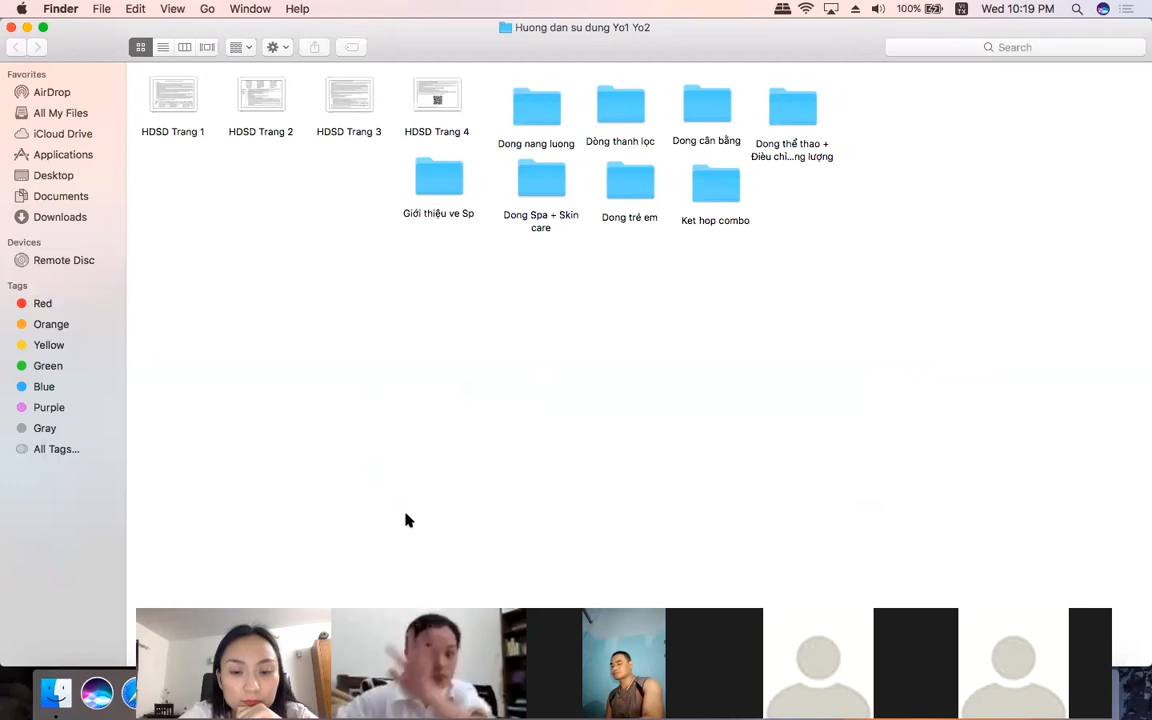 Finder File Edit View Go Window Help
100% VI TX Wed 10:19 PM
Huong dan su dung Yo1 Yo2
Search
Favorites
AirDrop
All My Files
iCloud Drive
Applications
Desktop
Documents
Downloads
Devices
Remote Disc
Tags
Red
Orange
Yellow
Green
Blue
Purple
Gray
All Tags...
HDSD Trang 1
HDSD Trang 2
HDSD Trang 3
HDSD Trang 4
Dong nang luong
Dòng thanh lọc
Dong cân bằng
Dong thể thao +
Điều chỉ...ng lượng
Giới thiệu ve Sp
Dong Spa + Skin
care
Dong trẻ em
Ket hop combo